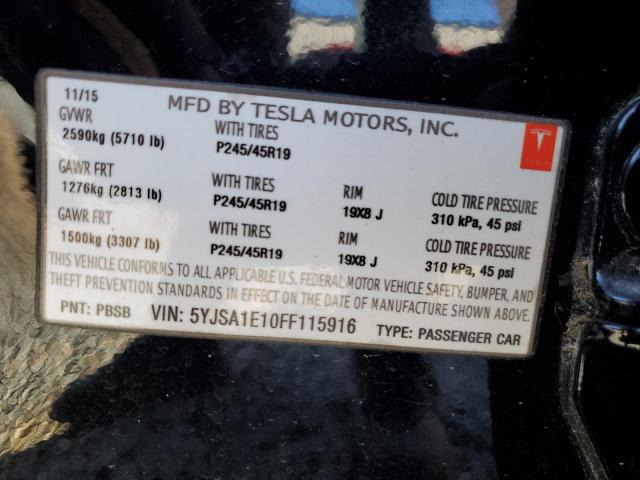 11/15 MFD BY TESLA MOTORS, INC.
GVWR WITH TIRES
2590kg (5710 lb) P245/45R19
TESLA
GAWR FRT WITH TIRES RIM COLD TIRE PRESSURE
1276kg (2813 lb) P245/45R19 19X8 J 310 kPa, 45 psi
GAWR FRT WITH TIRES RIM COLD TIRE PRESSURE
1500kg (3307 lb) P245/45R19 19X8 J 310 kPa, 45 psi
THIS VEHICLE CONFORMS TO ALL APPLICABLE U.S. FEDERAL MOTOR VEHICLE SAFETY, BUMPER, AND
THEFT PREVENTION STANDARDS IN EFFECT ON THE DATE OF MANUFACTURE SHOWN ABOVE.
PNT: PBSB VIN: 5YJSA1E10FF115916 TYPE: PASSENGER CAR